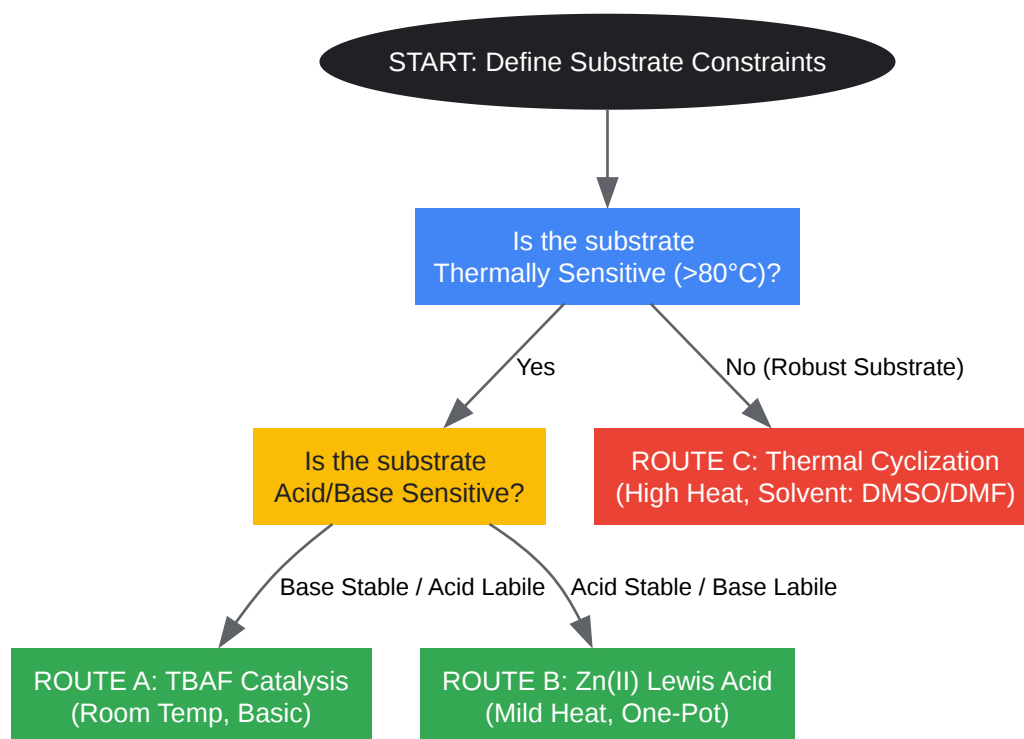 START: Define Substrate Constraints
Is the substrate
Thermally Sensitive (>80°C)?
Yes
No (Robust Substrate)
Is the substrate
Acid/Base Sensitive?
ROUTE C: Thermal Cyclization
(High Heat, Solvent: DMSO/DMF)
Base Stable / Acid Labile
Acid Stable / Base Labile
ROUTE A: TBAF Catalysis
(Room Temp, Basic)
ROUTE B: Zn(II) Lewis Acid
(Mild Heat, One-Pot)